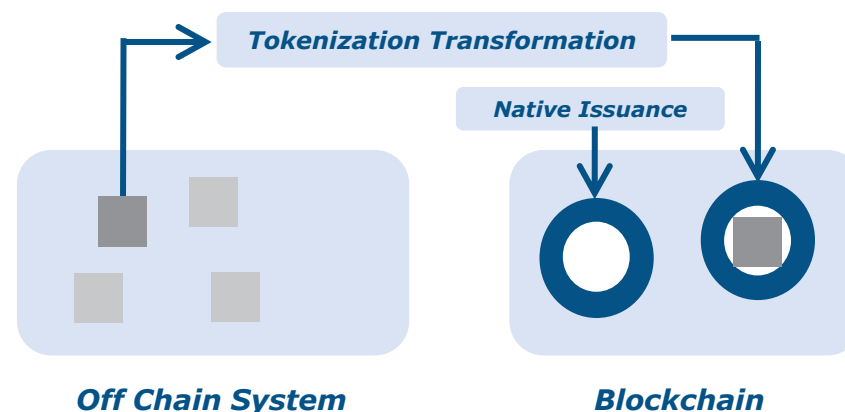 Tokenization Transformation
Native Issuance
Off Chain System
Blockchain